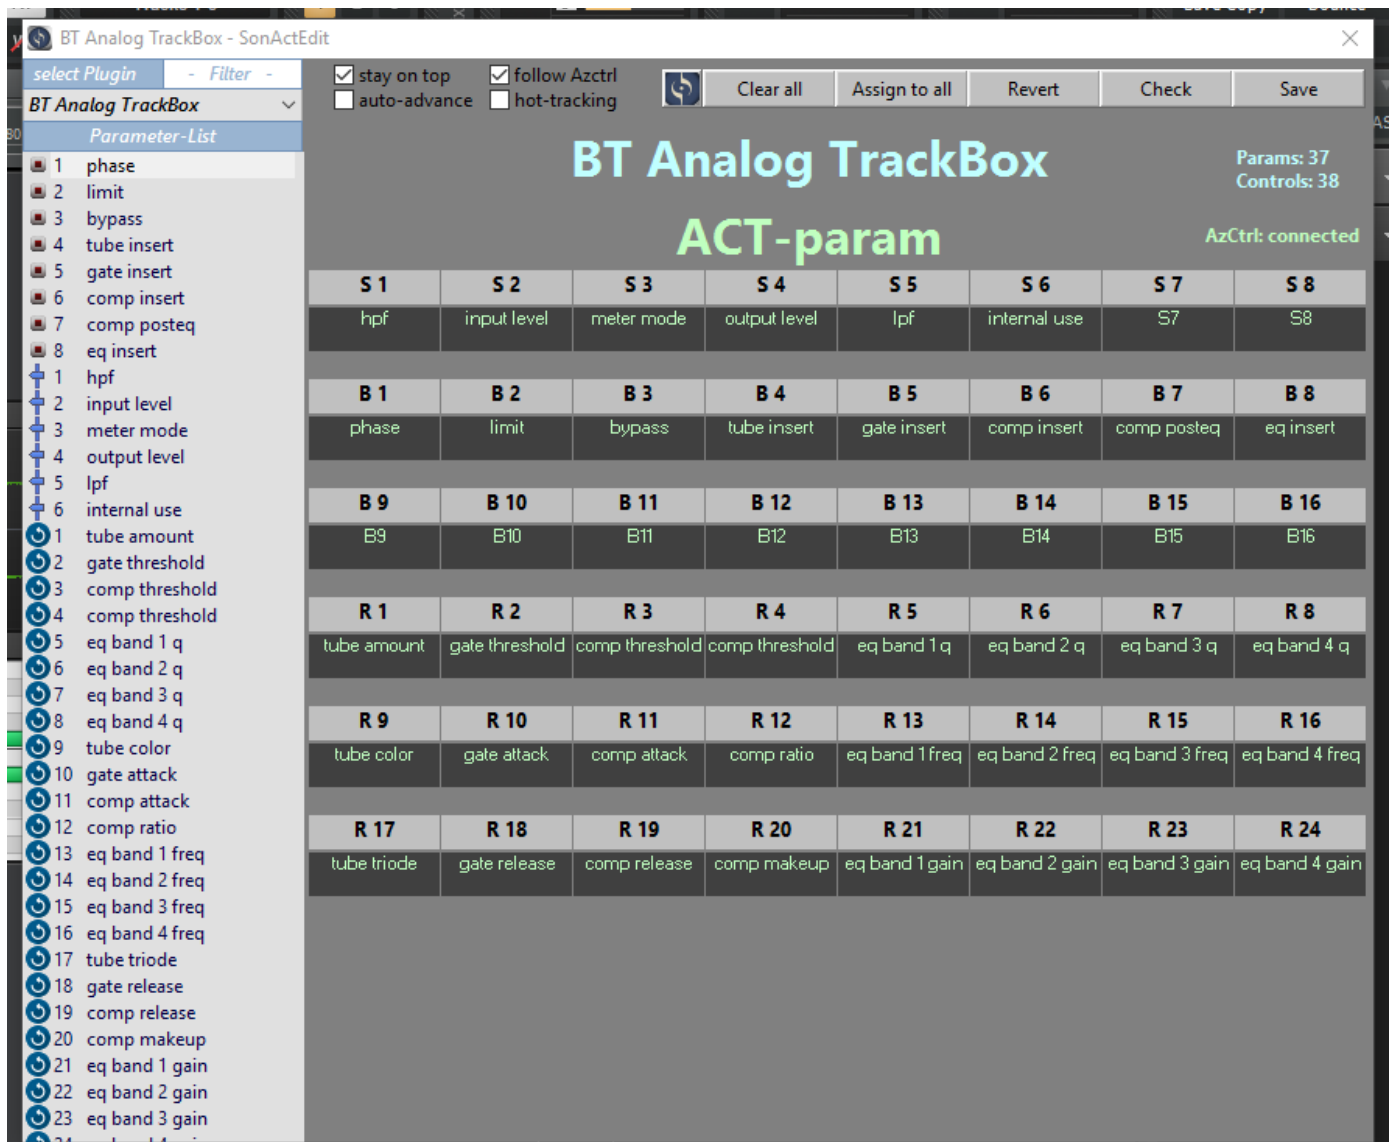 BT Analog TrackBox - SonActEdit
select Plugin - Filter -
BT Analog TrackBox
Parameter-List
1 phase
2 limit
3 bypass
4 tube insert
5 gate insert
6 comp insert
7 comp posteq
8 eq insert
1 hpf
2 input level
3 meter mode
4 output level
5 lpf
6 internal use
1 tube amount
2 gate threshold
3 comp threshold
4 comp threshold
5 eq band 1 q
6 eq band 2 q
7 eq band 3 q
8 eq band 4 q
9 tube color
10 gate attack
11 comp attack
12 comp ratio
13 eq band 1 freq
14 eq band 2 freq
15 eq band 3 freq
16 eq band 4 freq
17 tube triode
18 gate release
19 comp release
20 comp makeup
21 eq band 1 gain
22 eq band 2 gain
23 eq band 3 gain
stay on top follow Azctrl
auto-advance hot-tracking
Clear all Assign to all Revert Check Save
BT Analog TrackBox
Params: 37
Controls: 38
ACT-param
AzCtrl: connected
S 1 S 2 S 3 S 4 S 5 S 6 S 7 S 8
hpf input level meter mode output level lpf internal use S7 S8
B 1 B 2 B 3 B 4 B 5 B 6 B 7 B 8
phase limit bypass tube insert gate insert comp insert comp posteq eq insert
B 9 B 10 B 11 B 12 B 13 B 14 B 15 B 16
B9 B10 B11 B12 B13 B14 B15 B16
R 1 R 2 R 3 R 4 R 5 R 6 R 7 R 8
tube amount gate threshold comp threshold comp threshold eq band 1 q eq band 2 q eq band 3 q eq band 4 q
R 9 R 10 R 11 R 12 R 13 R 14 R 15 R 16
tube color gate attack comp attack comp ratio eq band 1 freq eq band 2 freq eq band 3 freq eq band 4 freq
R 17 R 18 R 19 R 20 R 21 R 22 R 23 R 24
tube triode gate release comp release comp makeup eq band 1 gain eq band 2 gain eq band 3 gain eq band 4 gain